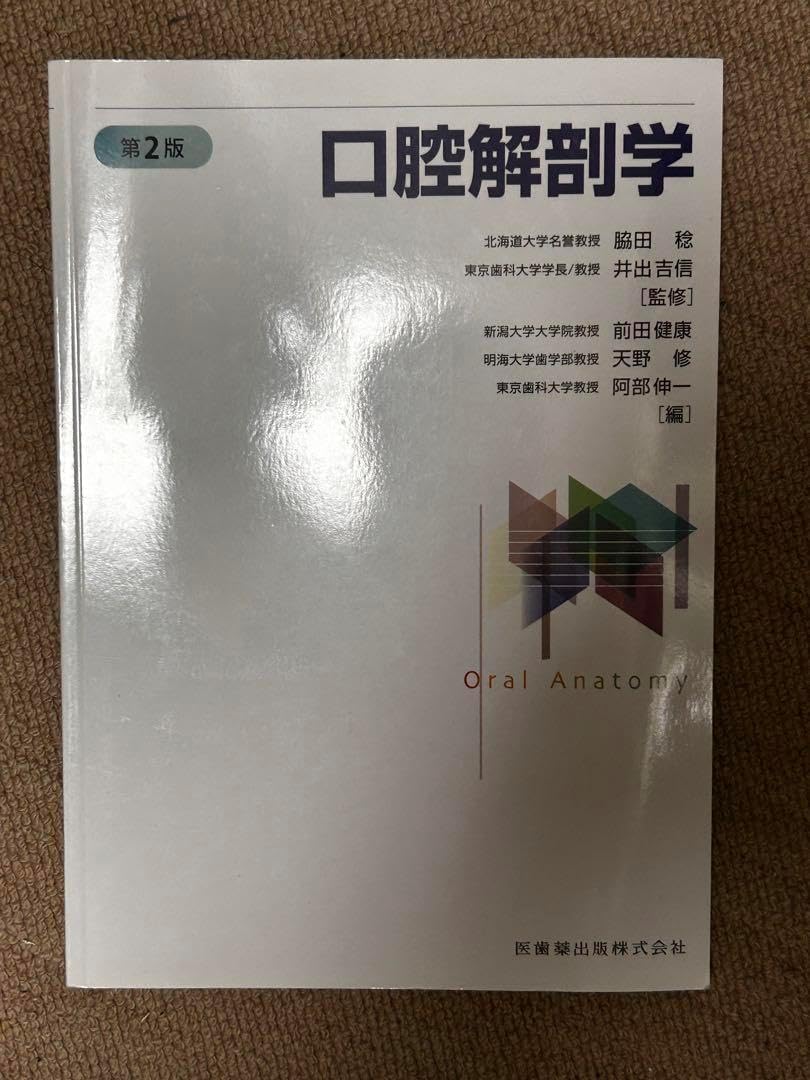 第2版
口腔解剖学
北海道大学名誉教授 脇田 稔
東京歯科大学学長/教授 井出吉信
[監修]
新潟大学大学院教授 前田健康
明海大学歯学部教授 天野 修
東京歯科大学教授 阿部伸一
[編]
Oral Anatomy
医歯薬出版株式会社